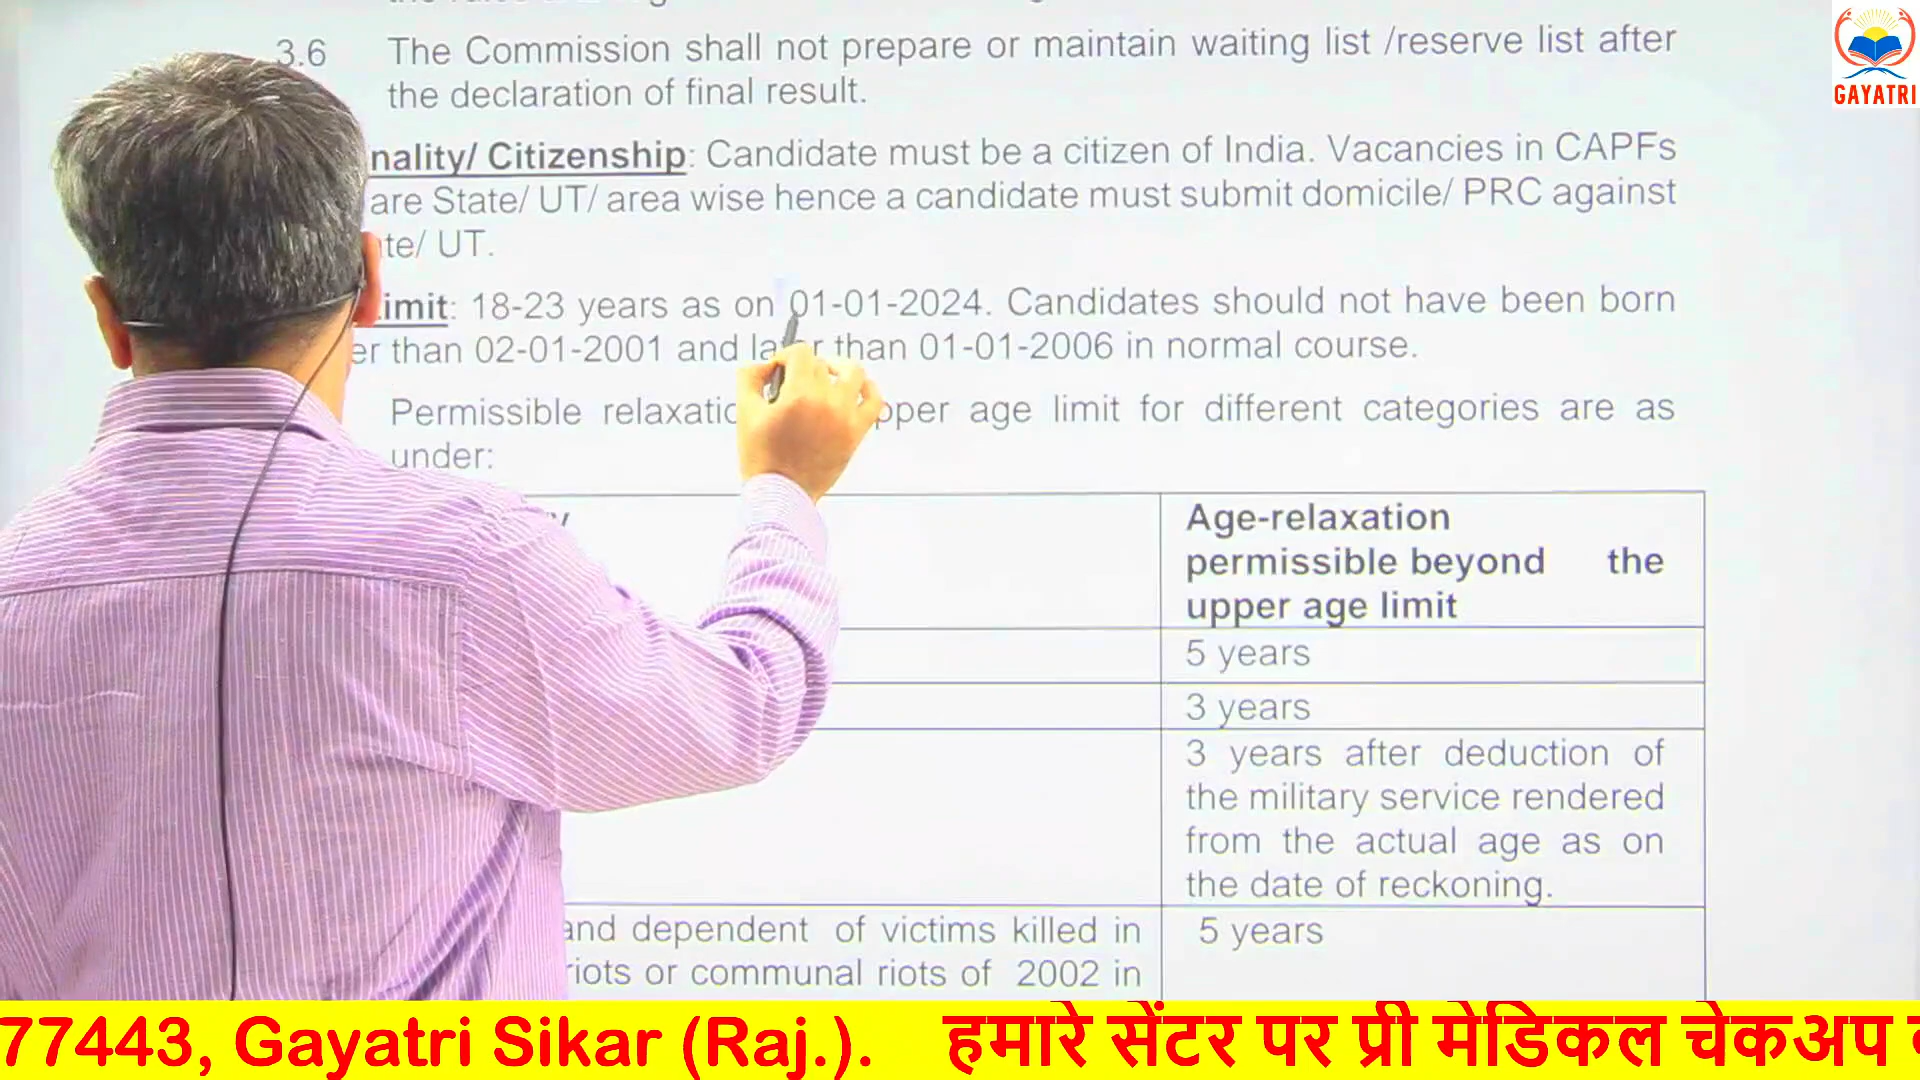 3.6 The Commission shall not prepare or maintain waiting list /reserve list after
the declaration of final result.
nality/ Citizenship: Candidate must be a citizen of India. Vacancies in CAPFs
are State/ UT/ area wise hence a candidate must submit domicile/ PRC against
te/ UT.
imit: 18-23 years as on 01-01-2024. Candidates should not have been born
er than 02-01-2001 and later than 01-01-2006 in normal course.
Permissible relaxatio pper age limit for different categories are as
under:
Age-relaxation
permissible beyond the
upper age limit
5 years
3 years
3 years after deduction of
the military service rendered
from the actual age as on
the date of reckoning.
and dependent of victims killed in
riots or communal riots of 2002 in
5 years
GAYATRI
77443, Gayatri Sikar (Raj.). हमारे सेंटर पर प्री मेडिकल चेकअप